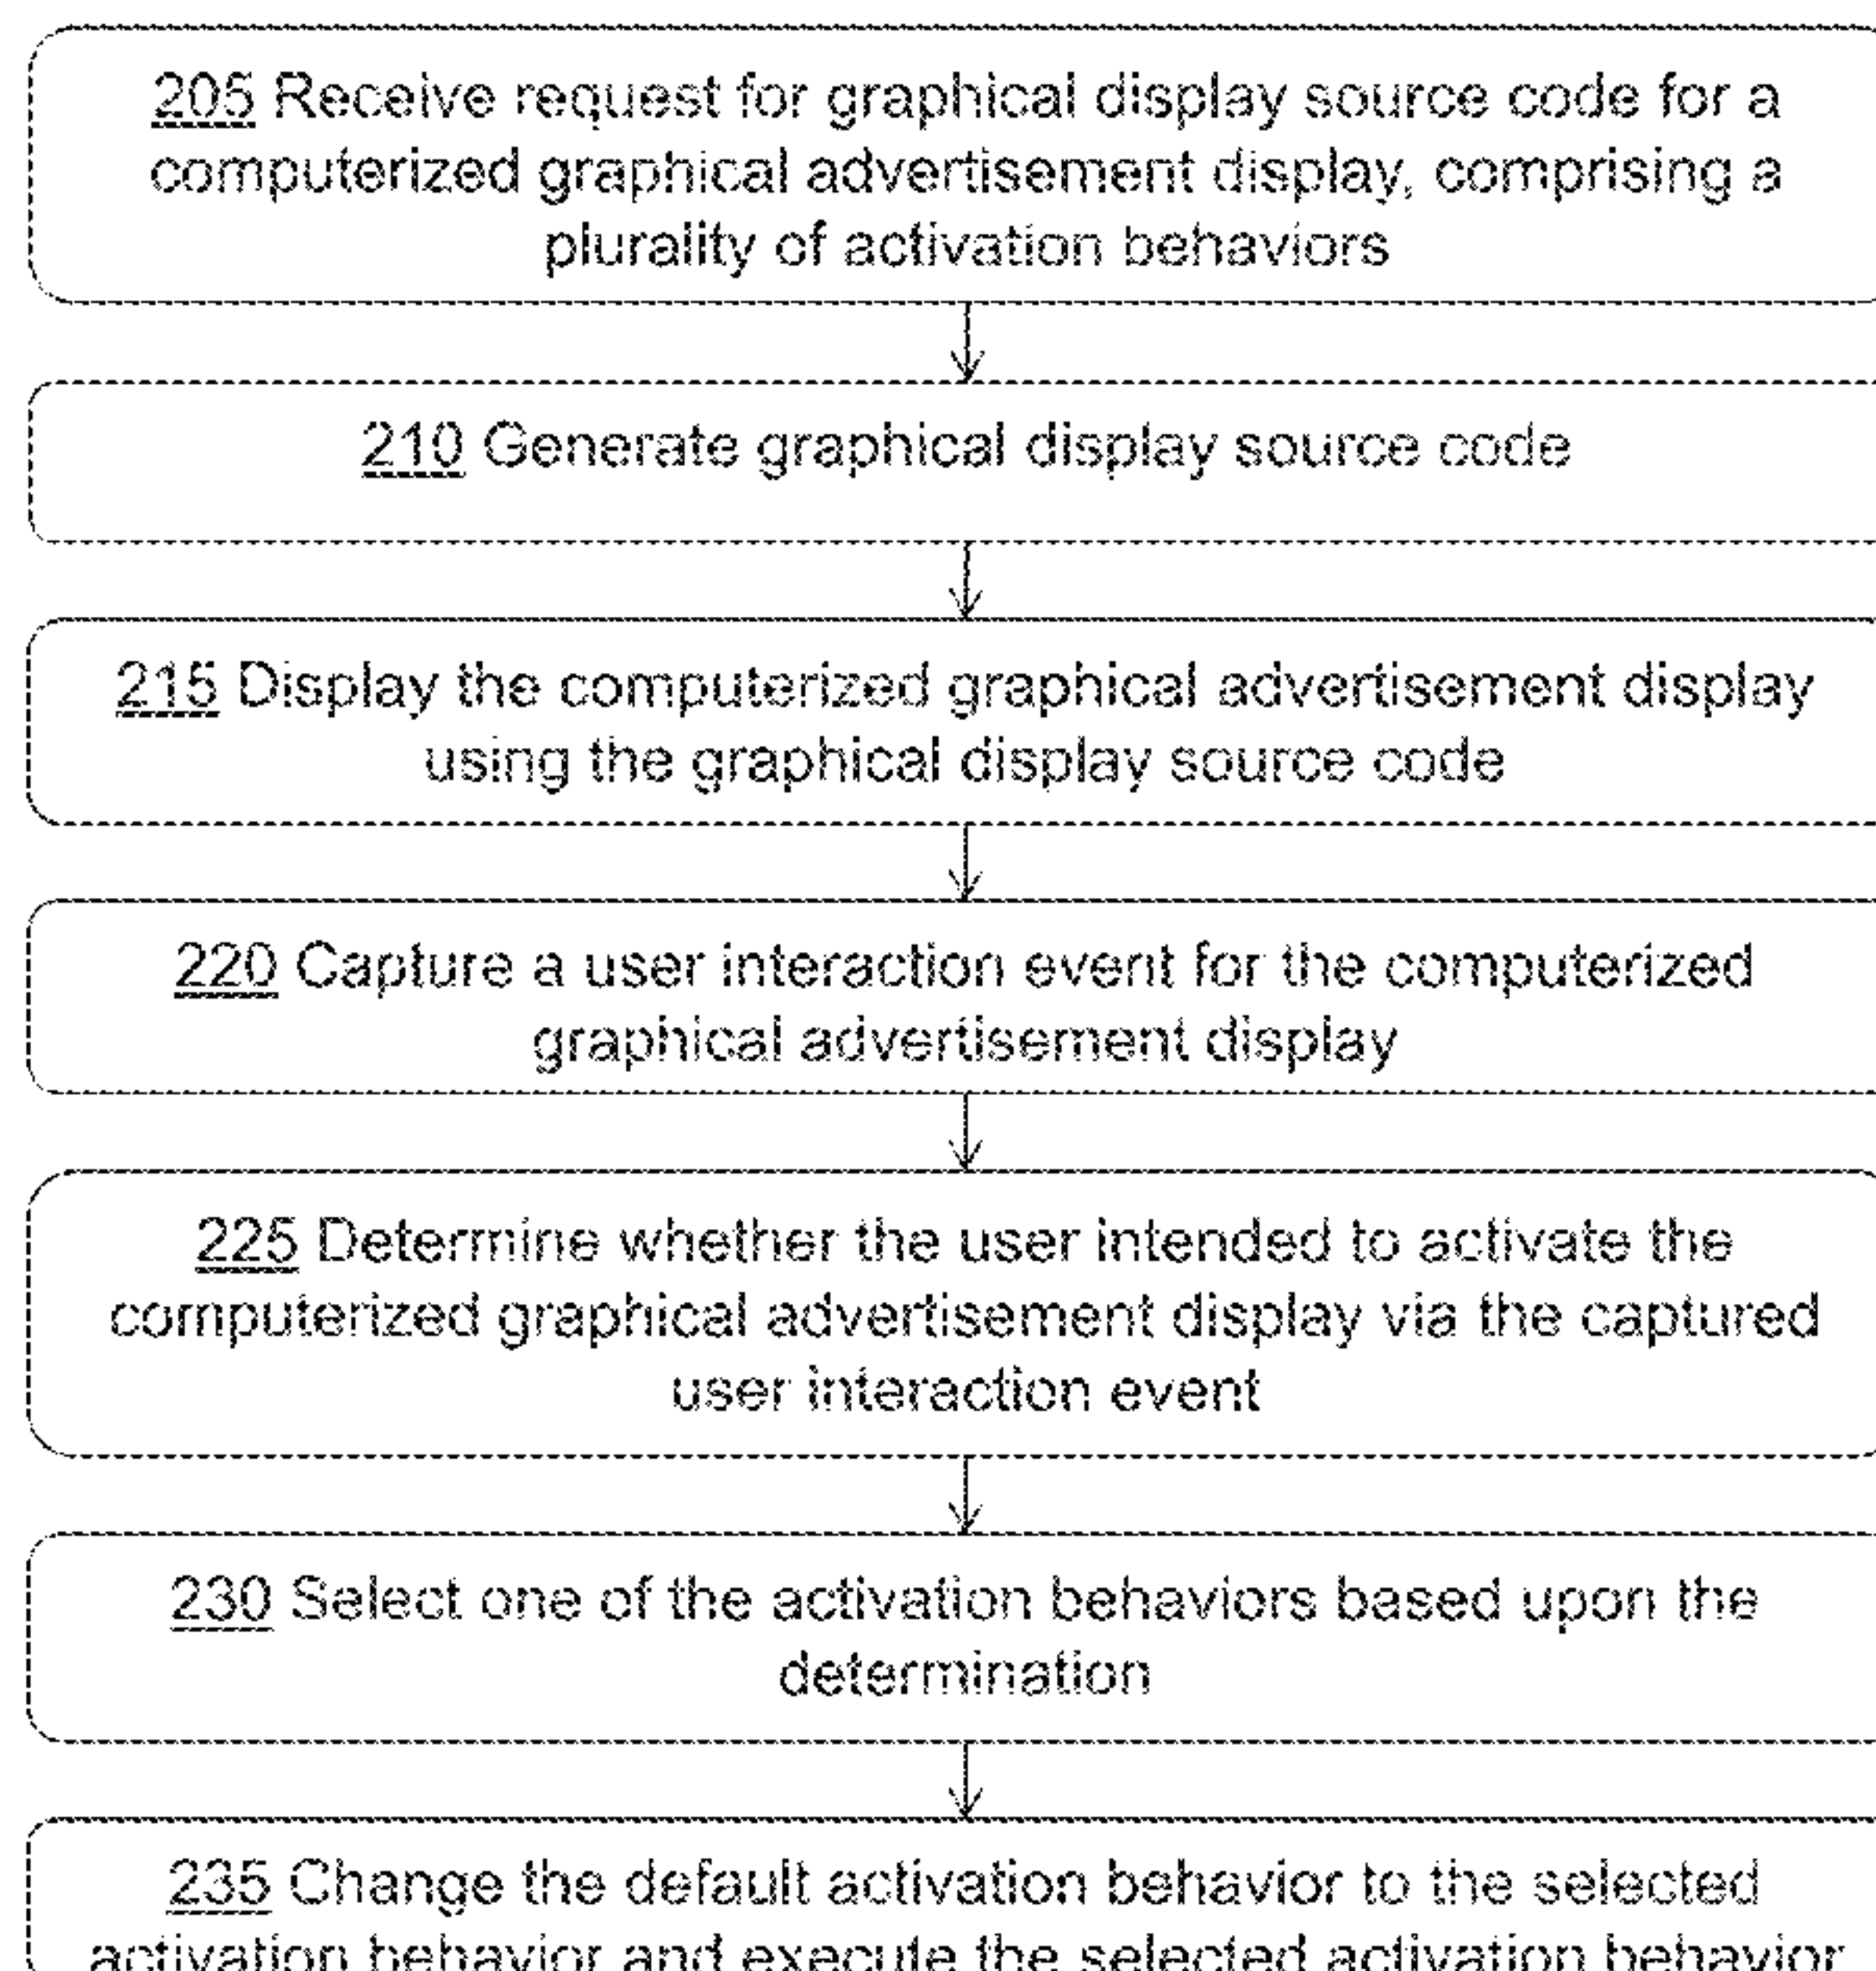 205 Receive request for graphical display source code for a
computerized graphical advertisement display, comprising a
plurality of activation behaviors
210 Generate graphical display source code
215 Display the computerized graphical advertisement display
using the graphical display source code
220 Capture a user interaction event for the computerized
graphical advertisement display
225 Determine whether the user intended to activate the
computerized graphical advertisement display via the captured
user interaction event
230 Select one of the activation behaviors based upon the
determination
235 Change the default activation behavior to the selected
activation behavior and execute the selected activation behavior